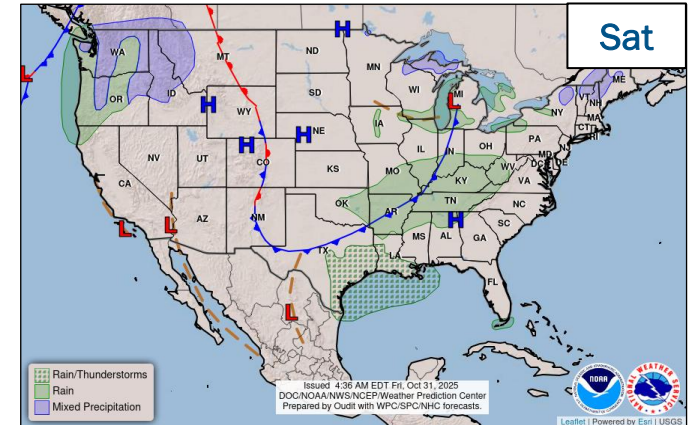 Sat
WA
MT
ND
MN
ME
H
L
OR
ID
WY
SD
WI
MI
L
VT
NH
NY
MA
CT
RI
H
H
H
NE
IA
IL
IN
OH
PA
NJ
MD
DE
DC
NV
UT
CO
KS
MO
WV
VA
KY
CA
AZ
NM
OK
AR
TN
NC
L
L
H
SC
MS
AL
GA
TX
LA
FL
L
Rain/Thunderstorms
Rain
Mixed Precipitation
Issued 4:36 AM EDT Fri, Oct 31, 2025
DOC/NOAA/NWS/NCEP/Weather Prediction Center
Prepared by Oudit with WPC/SPC/NHC forecasts.
NOAA
NATIONAL WEATHER SERVICE
Leaflet | Powered by Esri | USGS